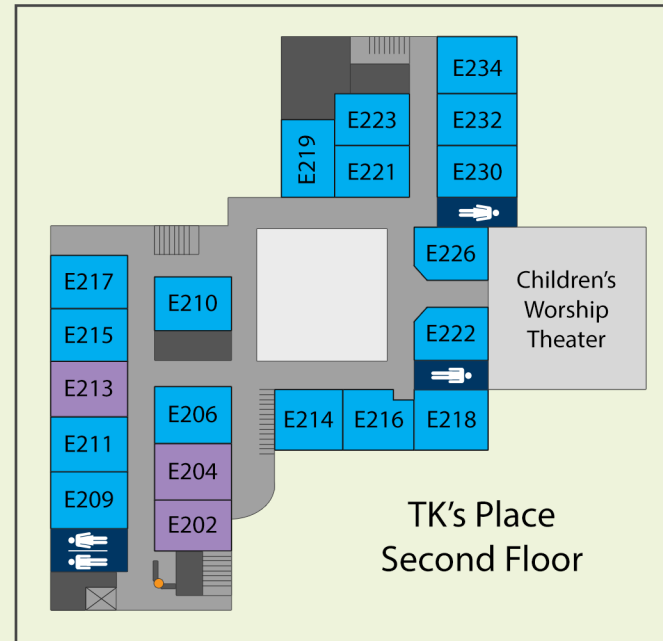 E234
E223
E232
E219
E221
E230
E226
E217
E210
Children's
Worship
Theater
E215
E222
E213
E206
E214
E216
E218
E211
E204
E209
E202
TK's Place
Second Floor